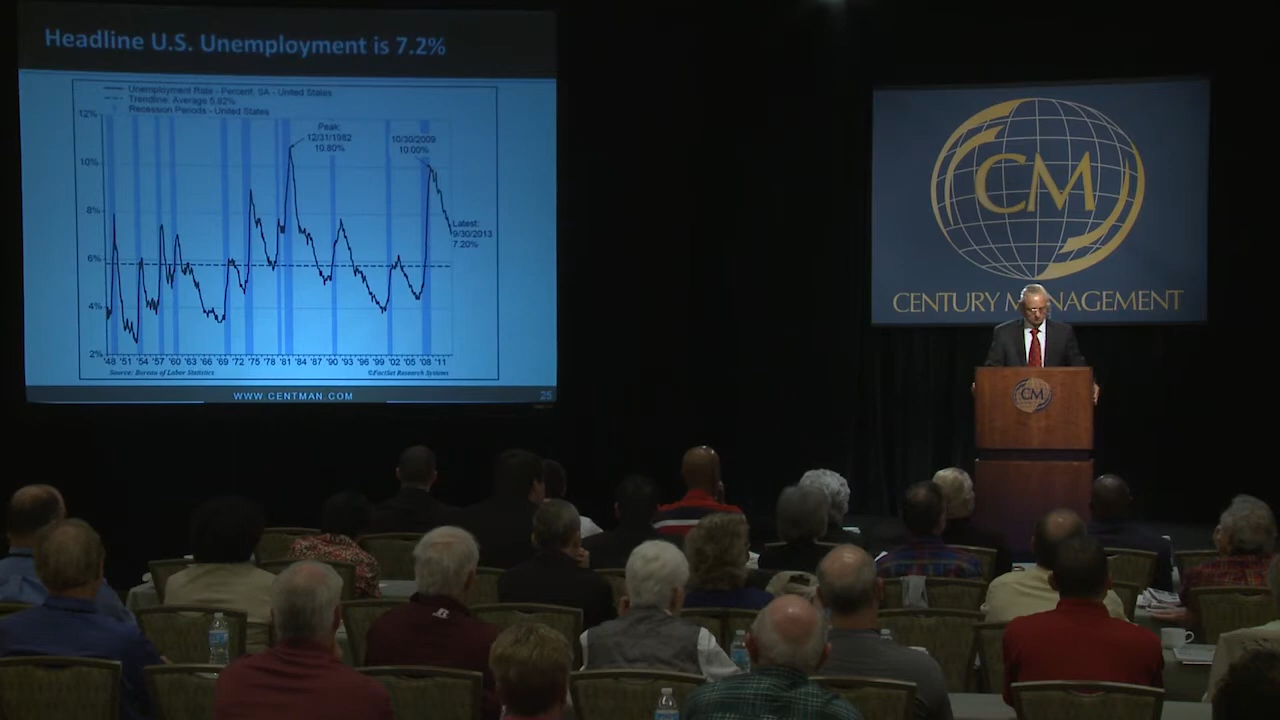 Headline U.S. Unemployment is 7.2%
Unemployment Rate - Percent, SA - United States
Trendline: Average 5.82%
Recession Periods - United States
12%
10%
8%
6%
4%
2%
Peak:
12/31/1982
10.80%
10/30/2009
10.00%
Latest:
9/30/2013
7.20%
'48 '51 '54 '57 '60 '63 '66 '69 '72 '75 '78 '81 '84 '87 '90 '93 '96 '99 '02 '05 '08 '11
Source: Bureau of Labor Statistics
©FactSet Research Systems
WWW.CENTMAN.COM
25
CM
CENTURY M NAGEMENT
CM